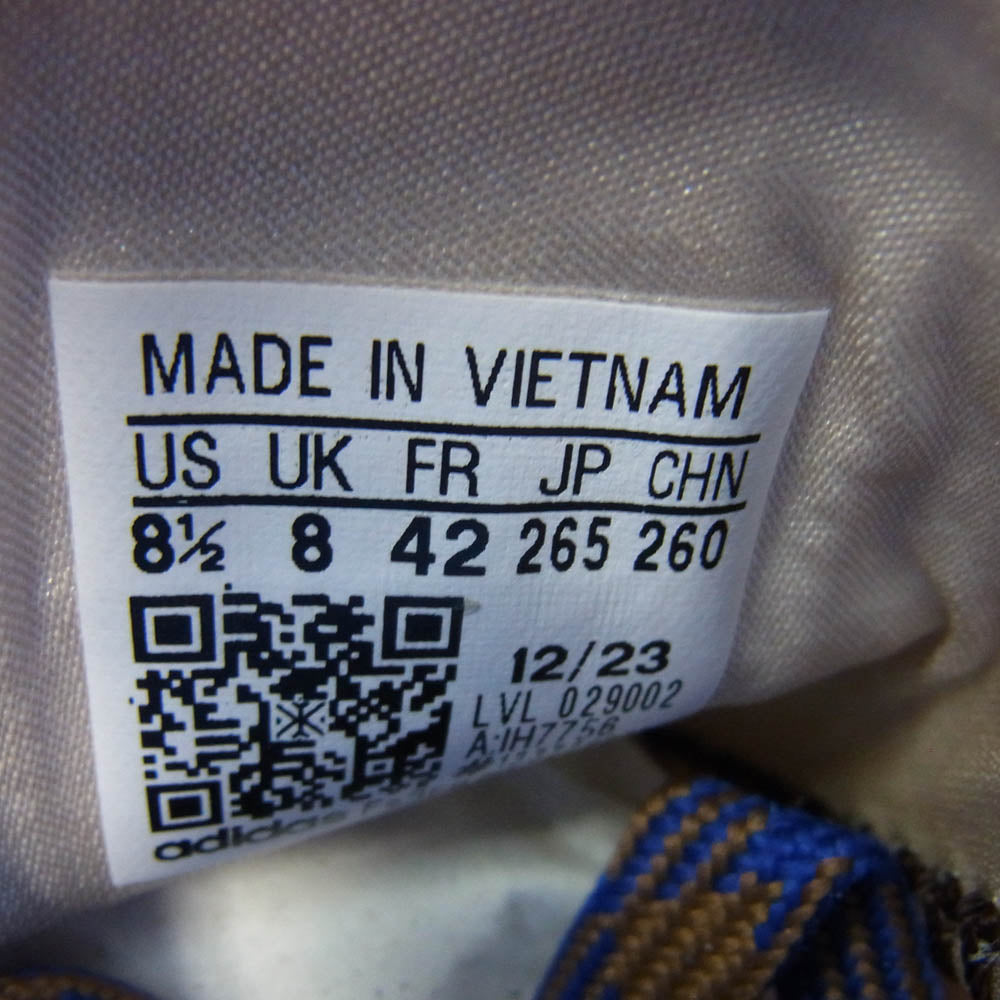 MADE IN VIETNAM
US UK FR JP CHN
8½ 8 42 265 260
12/23
LVL 029002
A:IH7756
adidas